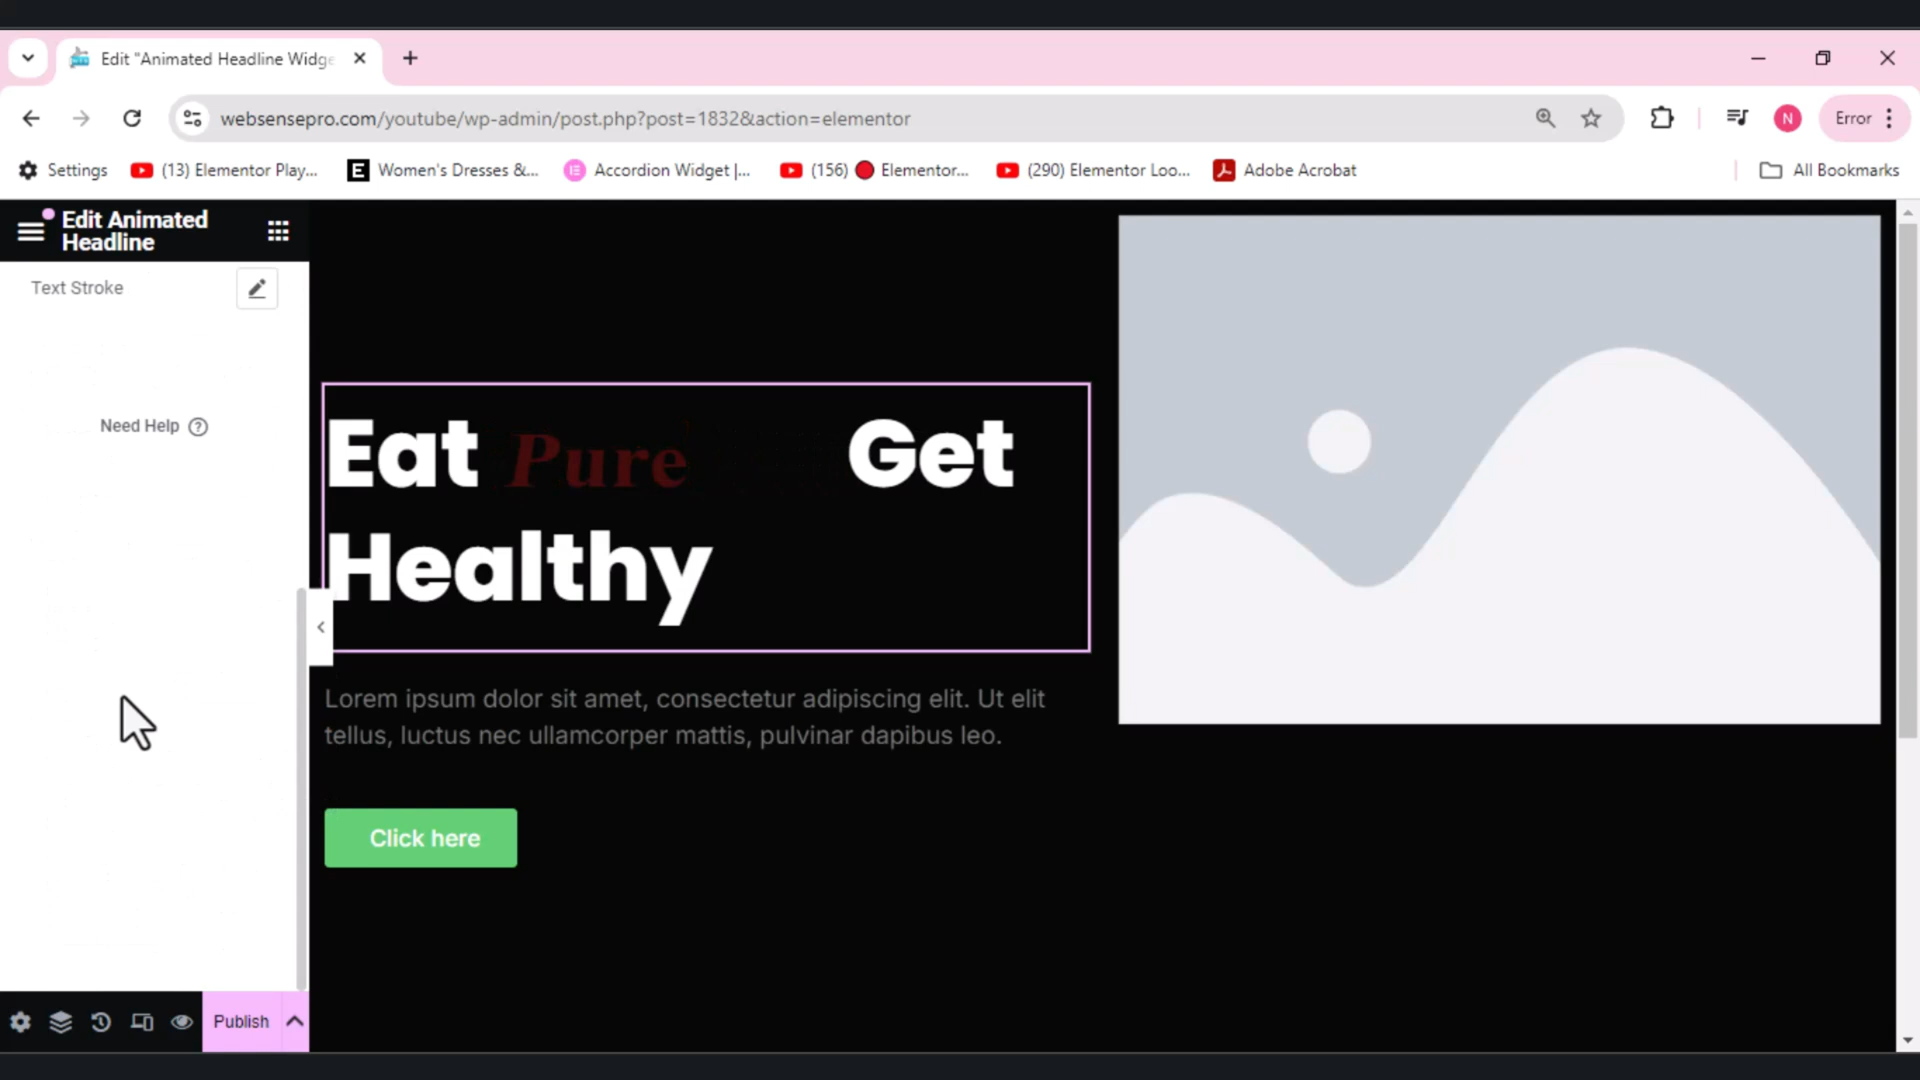 Edit "Animated Headline Widge
websensepro.com/youtube/wp-admin/post.php?post=1832&action=elementor
N
Error
Settings
(13) Elementor Play...
E
Women's Dresses &...
Accordion Widget |...
(156) 🔴 Elementor...
(290) Elementor Loo...
Adobe Acrobat
All Bookmarks
Edit Animated
Headline
Text Stroke
Need Help
Eat Pure Get
Healthy
Lorem ipsum dolor sit amet, consectetur adipiscing elit. Ut elit
tellus, luctus nec ullamcorper mattis, pulvinar dapibus leo.
Click here
Publish